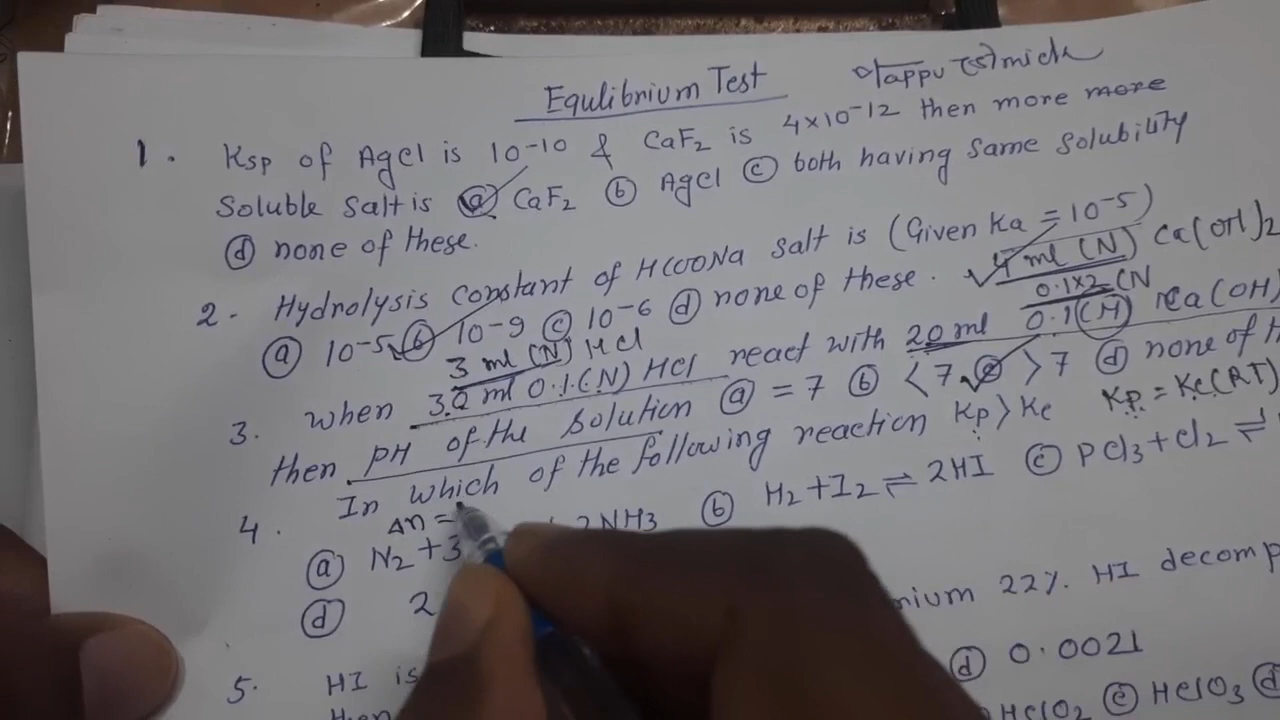 Equlibrium Test
1. Ksp of AgCl is 10-10 & CaF2 is 4×10-12 then more more
Soluble Salt is ⓐ CaF2 ⓑ AgCl ⓒ both having same solubility
ⓓ none of these.
2. Hydrolysis constant of HCOONa salt is (Given Ka = 10-5)
ⓐ 10-5 ⓑ 10-9 ⓒ 10-6 ⓓ none of these.
4 ml (N) Ca(OH)2
0.1×2 (N
3 ml (N) HCl
3. when 30 ml 0.1(N) HCl react with 20 ml 0.1(M) Ca(OH)
then pH of the solution ⓐ = 7 ⓑ < 7 ⓒ > 7 ⓓ none of
Kp = Kc(RT)
4. In which of the following reaction Kp > Kc
Δn =
ⓐ N2 + 3 2NH3 ⓑ H2 + I2 ⇌ 2HI ⓒ PCl3 + Cl2 ⇌
ⓓ 2
5. HI is 22%. HI decomp
then ⓓ 0.0021
HClO2 ⓒ HClO3 ⓓ